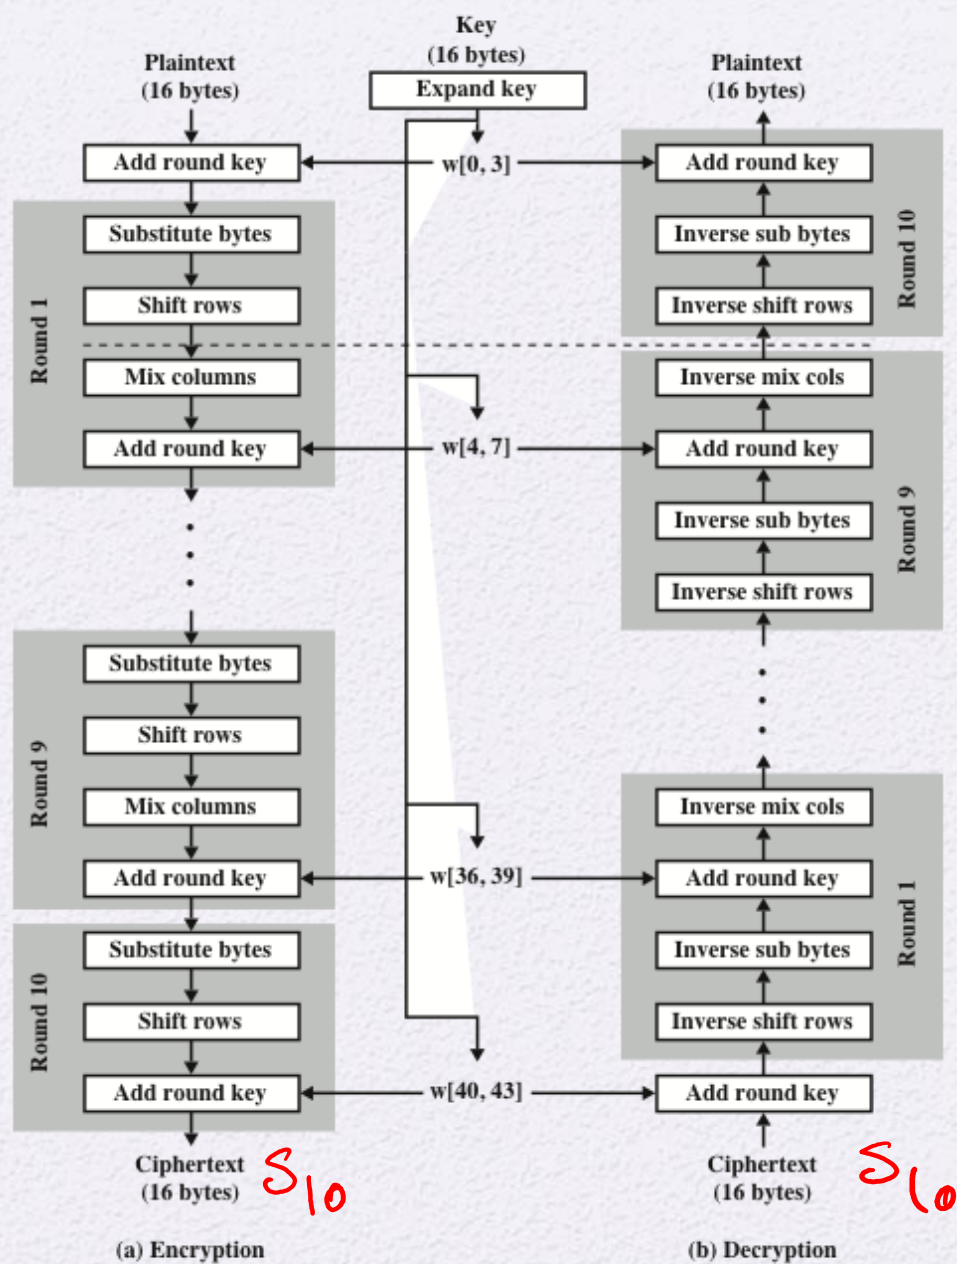 Key
(16 bytes)
Expand key
Plaintext
(16 bytes)
Add round key
Substitute bytes
Shift rows
Mix columns
Add round key
Round 1
Substitute bytes
Shift rows
Mix columns
Add round key
Round 9
Substitute bytes
Shift rows
Add round key
Round 10
Ciphertext
(16 bytes)
S10
(a) Encryption
w[0, 3]
w[4, 7]
w[36, 39]
w[40, 43]
Plaintext
(16 bytes)
Add round key
Inverse sub bytes
Inverse shift rows
Round 10
Inverse mix cols
Add round key
Inverse sub bytes
Inverse shift rows
Round 9
Inverse mix cols
Add round key
Inverse sub bytes
Inverse shift rows
Round 1
Add round key
Ciphertext
(16 bytes)
S10
(b) Decryption